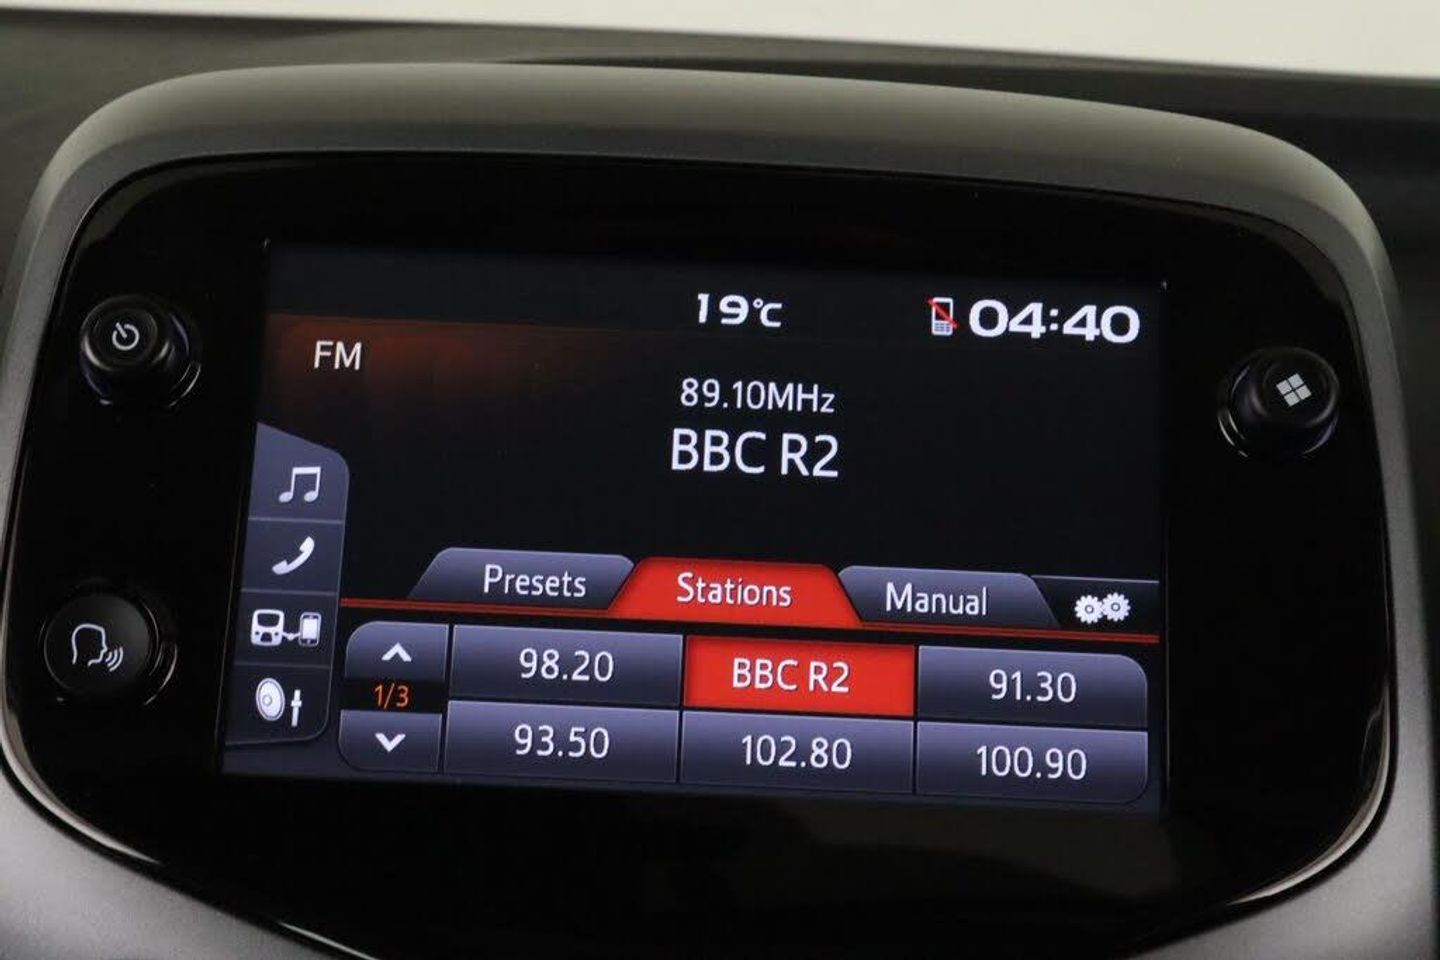 19°C
04:40
FM
89.10MHz
BBC R2
Presets
Stations
Manual
98.20
BBC R2
91.30
1/3
93.50
102.80
100.90